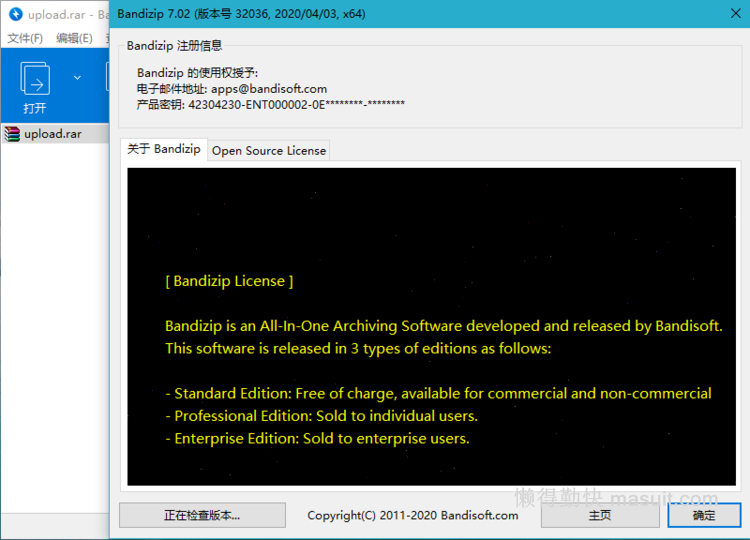 upload.rar - Ba
Bandizip 7.02 (版本号 32036, 2020/04/03, x64)
文件(F) 编辑(E)
Bandizip 注册信息
Bandizip 的使用权授予:
电子邮件地址: apps@bandisoft.com
产品密钥: 42304230-ENT000002-0E********-********
打开
upload.rar
关于 Bandizip
Open Source License
[ Bandizip License ]
Bandizip is an All-In-One Archiving Software developed and released by Bandisoft.
This software is released in 3 types of editions as follows:
- Standard Edition: Free of charge, available for commercial and non-commercial
- Professional Edition: Sold to individual users.
- Enterprise Edition: Sold to enterprise users.
懒得勤快 masuit.com
正在检查版本...
Copyright(C) 2011-2020 Bandisoft.com
主页
确定